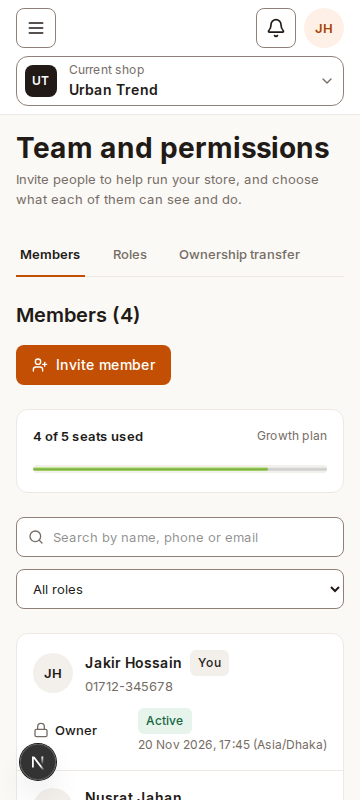 JH
UT
Current shop
Urban Trend
Team and permissions
Invite people to help run your store, and choose
what each of them can see and do.
Members Roles Ownership transfer
Members (4)
Invite member
4 of 5 seats used Growth plan
Search by name, phone or email
All roles
JH
Jakir Hossain You
01712-345678
Owner
Active
20 Nov 2026, 17:45 (Asia/Dhaka)
N
Nusrat Jahan